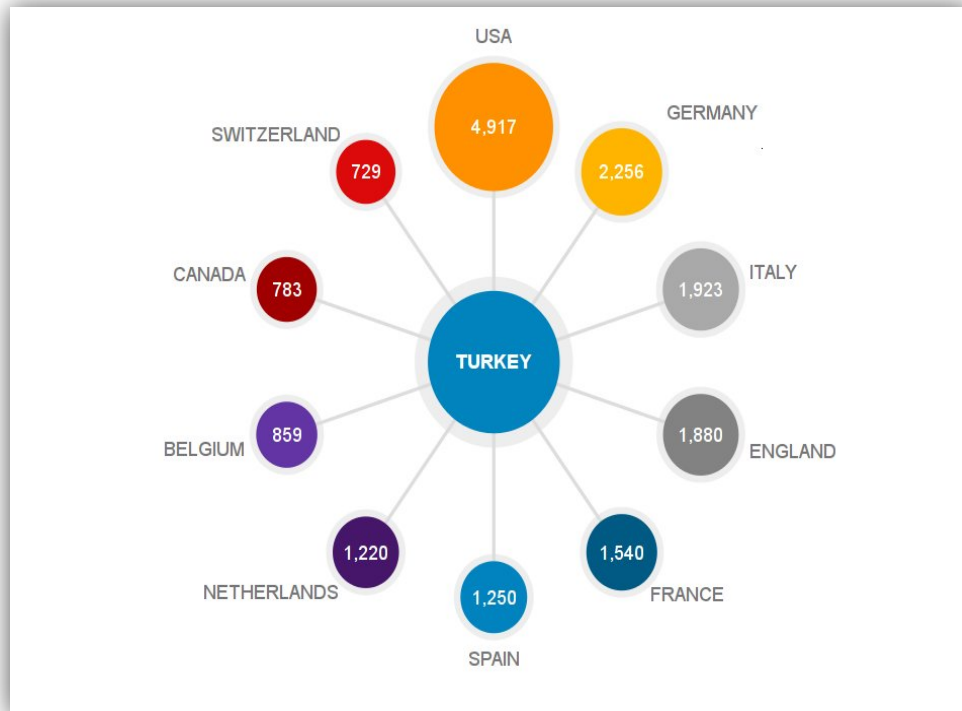 USA
4,917
GERMANY
2,256
SWITZERLAND
729
ITALY
1,923
CANADA
783
TURKEY
ENGLAND
1,880
BELGIUM
859
FRANCE
1,540
NETHERLANDS
1,220
1,250
SPAIN